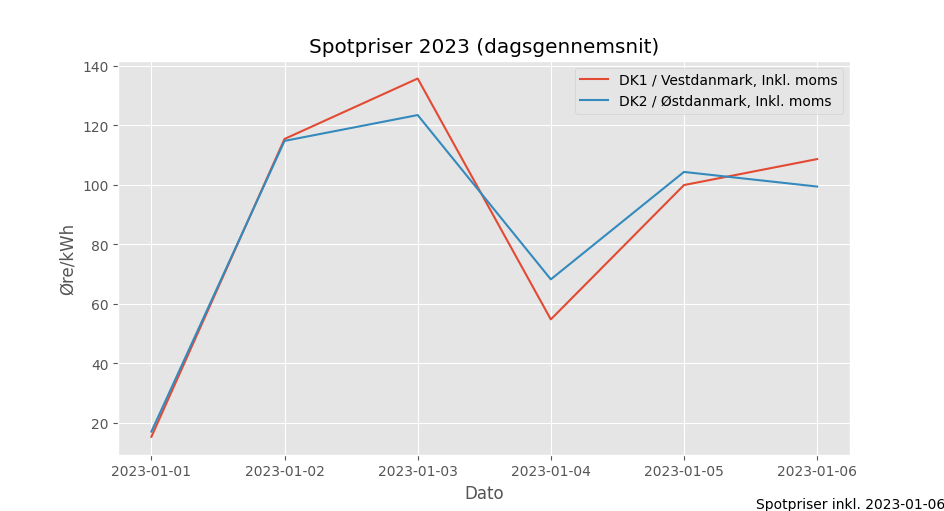 Spotpriser 2023 (dagsgennemsnit)
DK1 / Vestdanmark, Inkl. moms
DK2 / Østdanmark, Inkl. moms
Øre/kWh
140
120
100
80
60
40
20
2023-01-01 2023-01-02 2023-01-03 2023-01-04 2023-01-05 2023-01-06
Dato
Spotpriser inkl. 2023-01-06